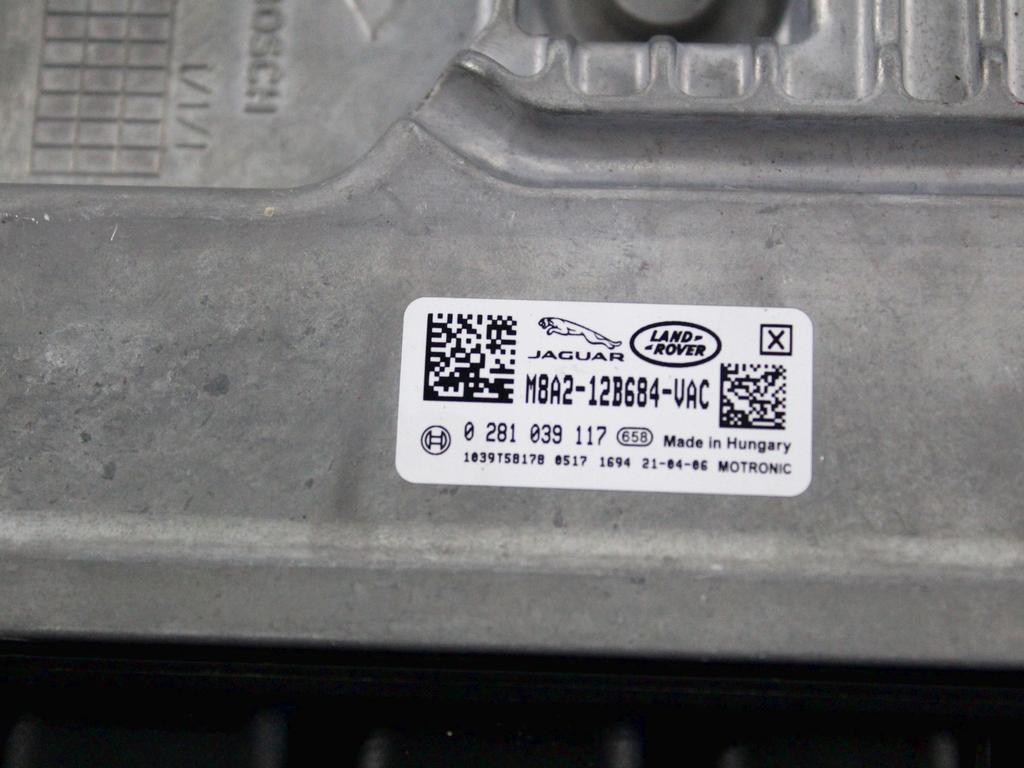 BOSCH
JAGUAR
LAND-
-ROVER
X
M8A2-12B684-VAC
0 281 039 117 658 Made in Hungary
1039T58178 0517 1694 21-04-06 MOTRONIC